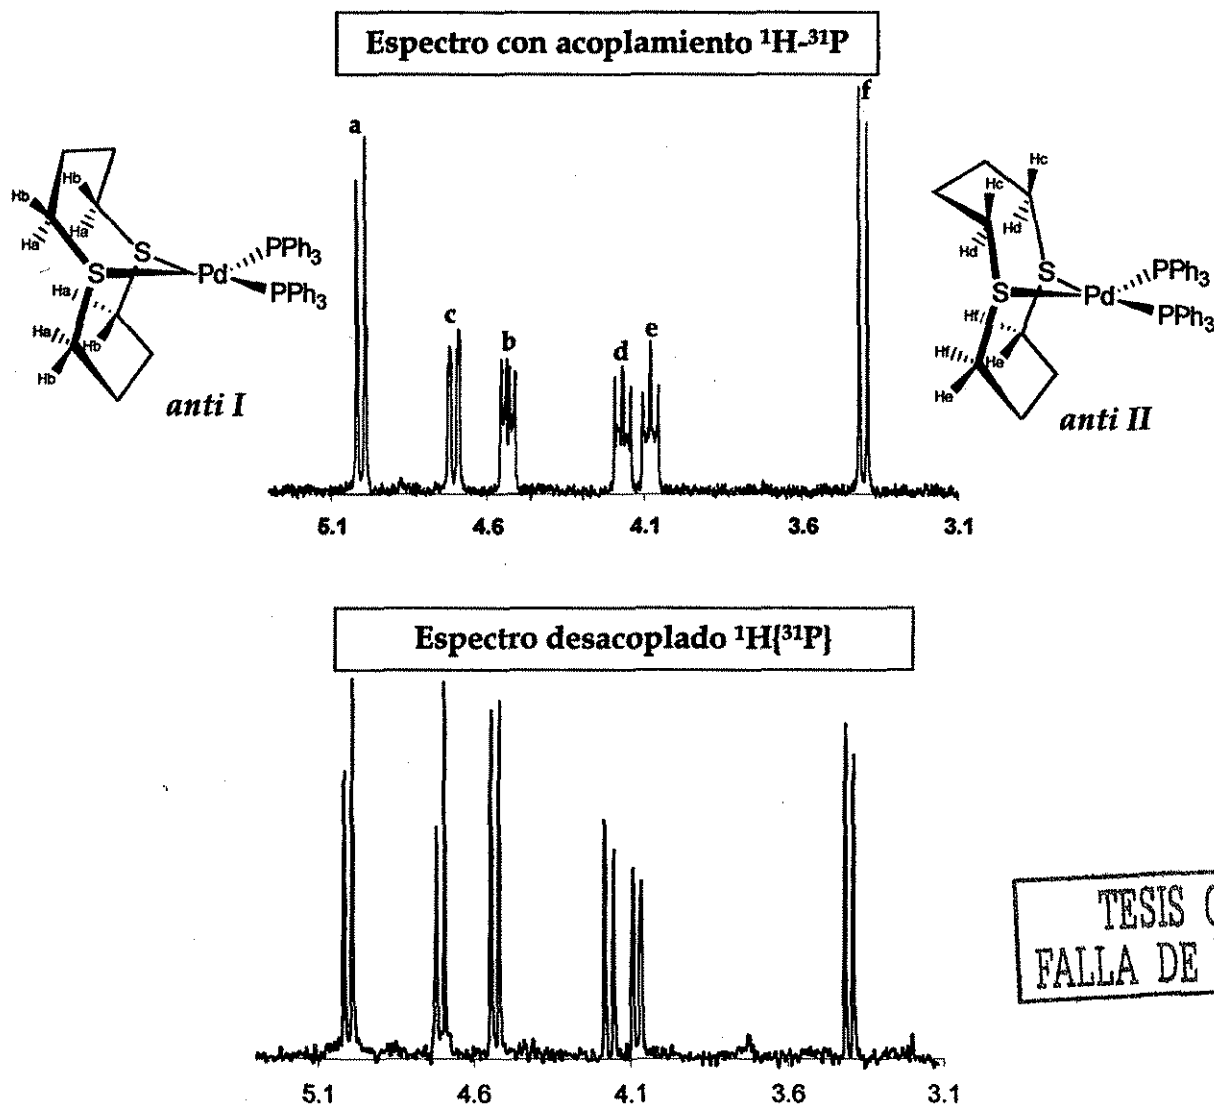 Espectro con acoplamiento ¹H-³¹P
a
f
c
b
d
e
Hb
Hb
Ha
Ha
S
S
Pd
PPh₃
PPh₃
Ha
Ha
Hb
Hb
anti I
Hc
Hc
Hd
Hd
S
S
Pd
PPh₃
PPh₃
Hf
Hf
He
He
anti II
5.1 4.6 4.1 3.6 3.1
Espectro desacoplado ¹H{³¹P}
5.1 4.6 4.1 3.6 3.1
TESIS
FALLA DE